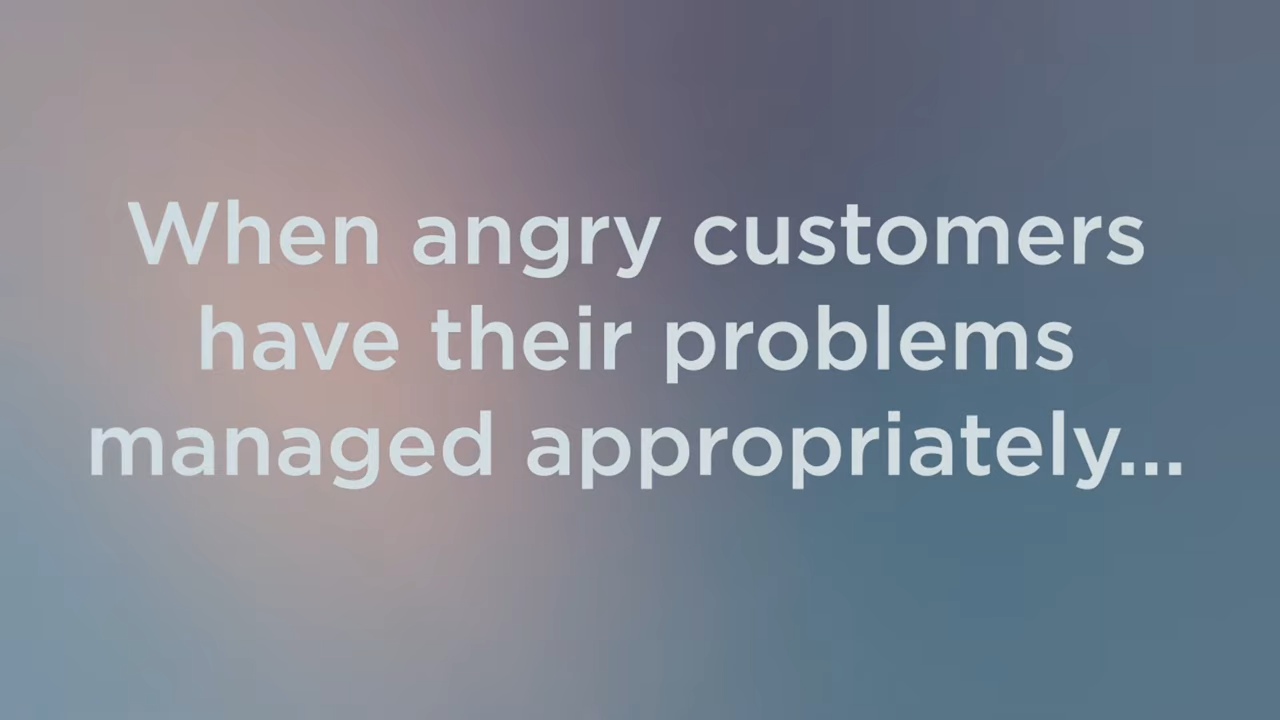 When angry customers
have their problems
managed appropriately...